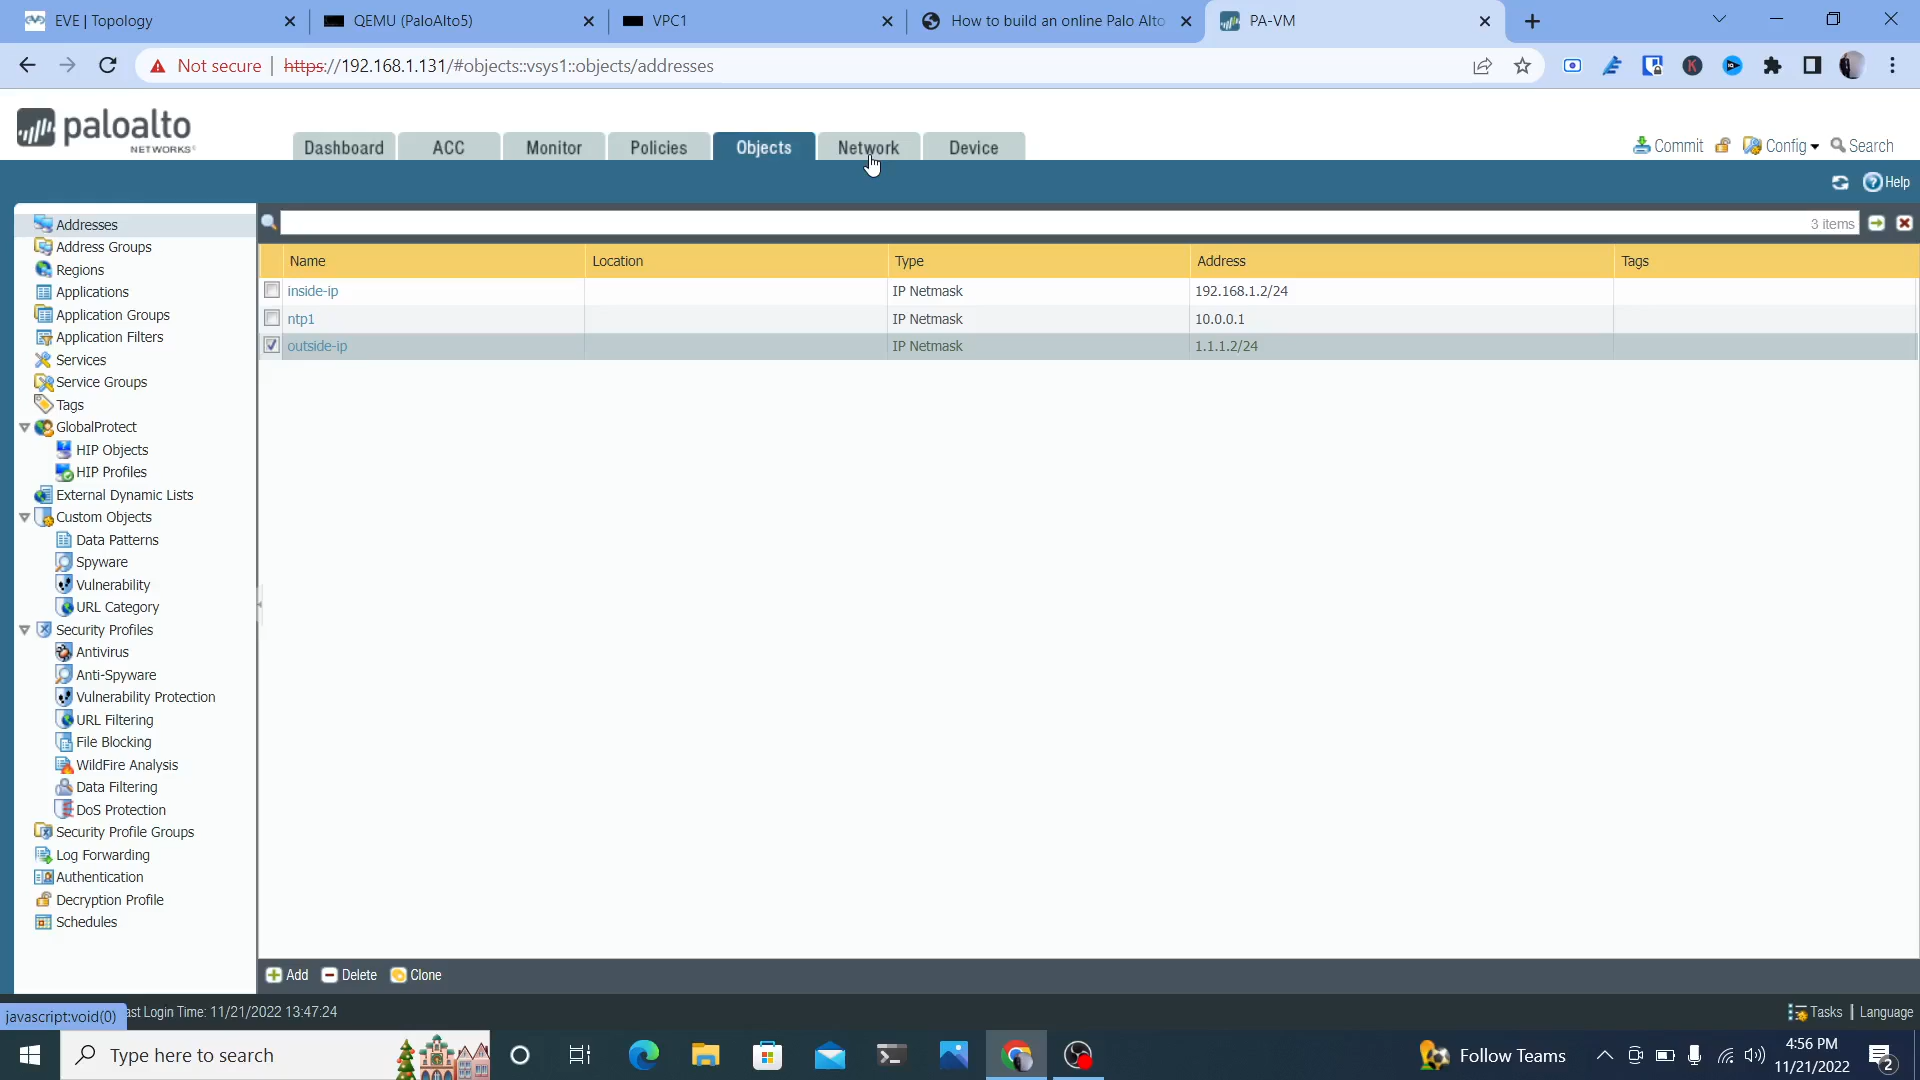 EVE | Topology
QEMU (PaloAlto5)
VPC1
How to build an online Palo Alto
PA-VM
Not secure
https://192.168.1.131/#objects::vsys1::objects/addresses
paloalto
NETWORKS
Dashboard
ACC
Monitor
Policies
Objects
Network
Device
Commit
Config
Search
Help
3 items
Addresses
Address Groups
Regions
Applications
Application Groups
Application Filters
Services
Service Groups
Tags
GlobalProtect
HIP Objects
HIP Profiles
External Dynamic Lists
Custom Objects
Data Patterns
Spyware
Vulnerability
URL Category
Security Profiles
Antivirus
Anti-Spyware
Vulnerability Protection
URL Filtering
File Blocking
WildFire Analysis
Data Filtering
DoS Protection
Security Profile Groups
Log Forwarding
Authentication
Decryption Profile
Schedules
Name Location Type Address Tags
inside-ip IP Netmask 192.168.1.2/24
ntp1 IP Netmask 10.0.0.1
outside-ip IP Netmask 1.1.1.2/24
Add Delete Clone
javascript:void(0)
ast Login Time: 11/21/2022 13:47:24
Tasks | Language
Type here to search
Follow Teams
4:56 PM
11/21/2022
2